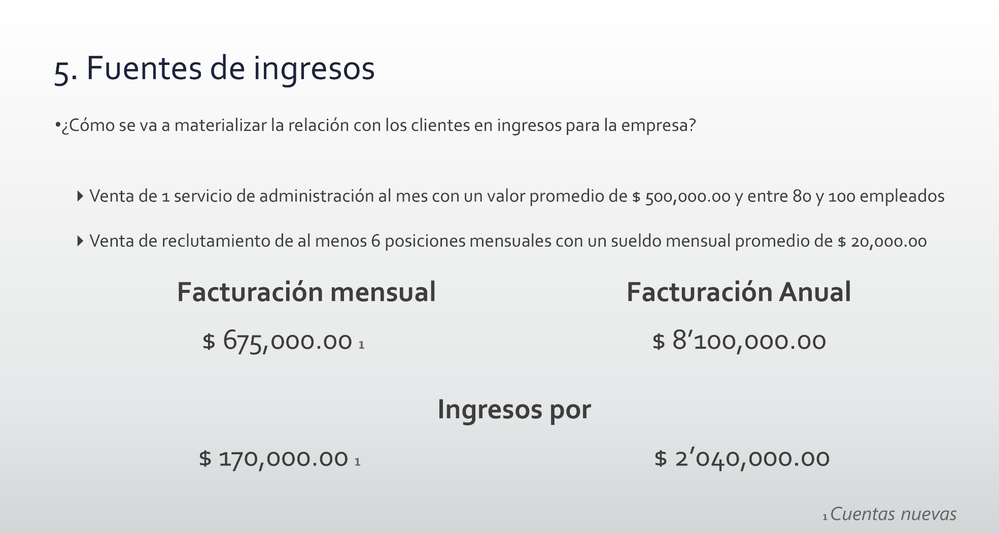 5. Fuentes de ingresos
•¿Cómo se va a materializar la relación con los clientes en ingresos para la empresa?
Venta de 1 servicio de administración al mes con un valor promedio de $ 500,000.00 y entre 80 y 100 empleados
Venta de reclutamiento de al menos 6 posiciones mensuales con un sueldo mensual promedio de $ 20,000.00
Facturación mensual Facturación Anual
$ 675,000.00 1 $ 8’100,000.00
Ingresos por
$ 170,000.00 1 $ 2’040,000.00
1 Cuentas nuevas